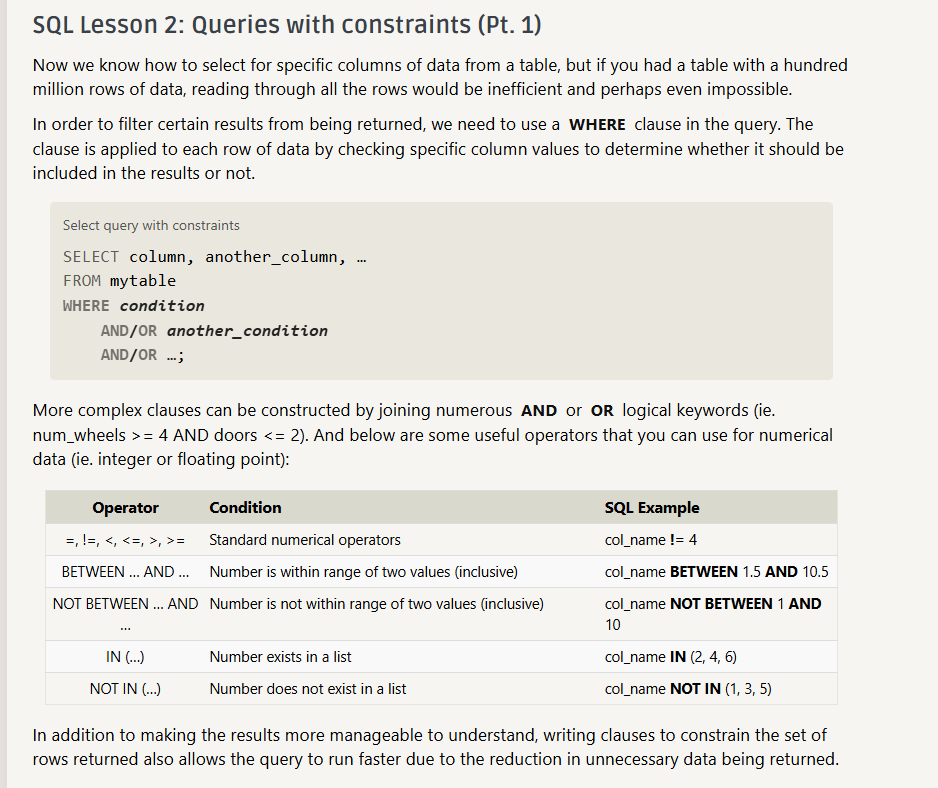 SQL Lesson 2: Queries with constraints (Pt. 1)
Now we know how to select for specific columns of data from a table, but if you had a table with a hundred
million rows of data, reading through all the rows would be inefficient and perhaps even impossible.
In order to filter certain results from being returned, we need to use a WHERE clause in the query. The
clause is applied to each row of data by checking specific column values to determine whether it should be
included in the results or not.
Select query with constraints
SELECT column, another_column, …
FROM mytable
WHERE condition
    AND/OR another_condition
    AND/OR …;
More complex clauses can be constructed by joining numerous AND or OR logical keywords (ie.
num_wheels >= 4 AND doors <= 2). And below are some useful operators that you can use for numerical
data (ie. integer or floating point):
Operator Condition SQL Example
=, !=, <, <=, >, >= Standard numerical operators col_name != 4
BETWEEN … AND … Number is within range of two values (inclusive) col_name BETWEEN 1.5 AND 10.5
NOT BETWEEN … AND Number is not within range of two values (inclusive) col_name NOT BETWEEN 1 AND
… 10
IN (…) Number exists in a list col_name IN (2, 4, 6)
NOT IN (…) Number does not exist in a list col_name NOT IN (1, 3, 5)
In addition to making the results more manageable to understand, writing clauses to constrain the set of
rows returned also allows the query to run faster due to the reduction in unnecessary data being returned.